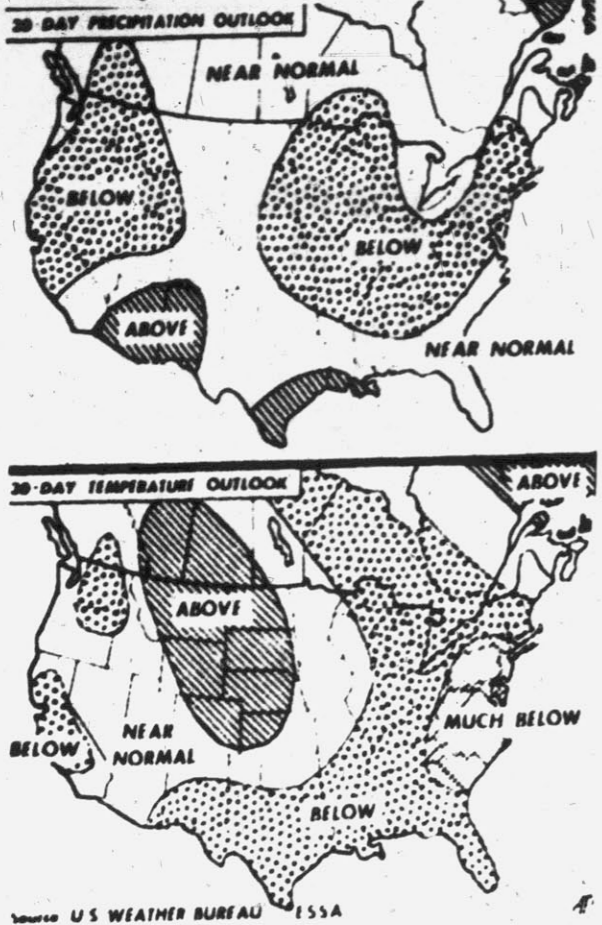 30-DAY PRECIPITATION OUTLOOK
NEAR NORMAL
BELOW
BELOW
ABOVE
NEAR NORMAL
30-DAY TEMPERATURE OUTLOOK
ABOVE
ABOVE
MUCH BELOW
NEAR
NORMAL
BELOW
BELOW
Source U S WEATHER BUREAU ESSA